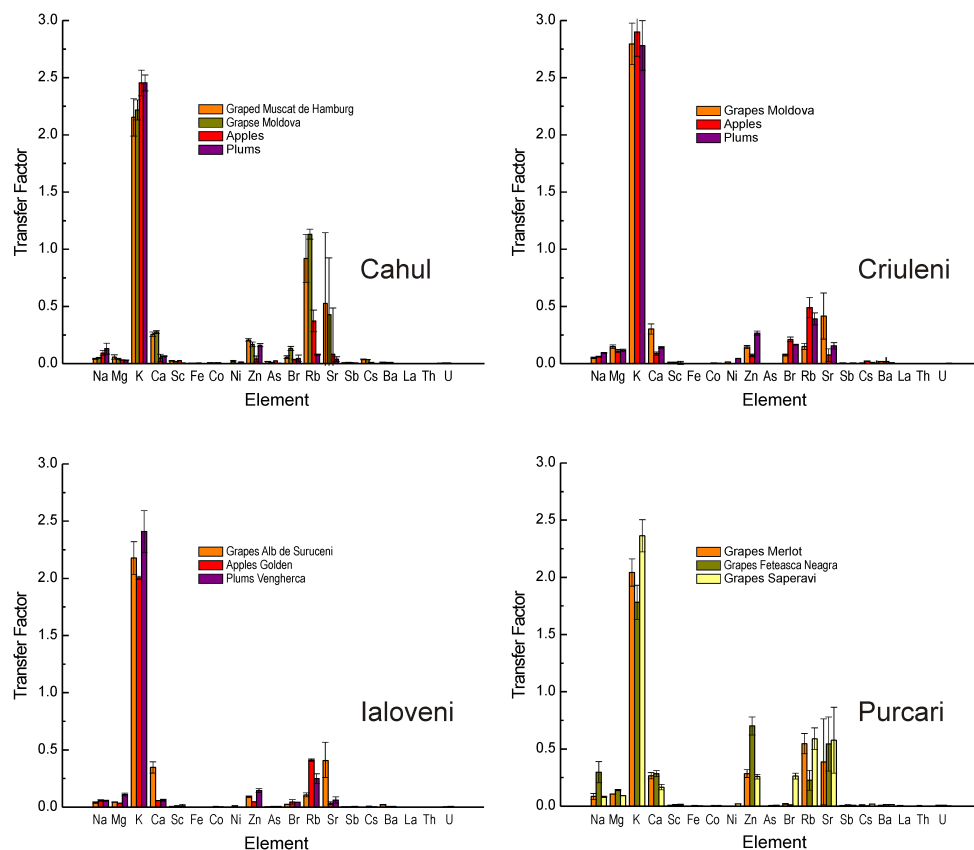 3.0
2.5
2.0
1.5
1.0
0.5
0.0
Transfer Factor
Graped Muscat de Hamburg
Grapse Moldova
Apples
Plums
Cahul
Na Mg K Ca Sc Fe Co Ni Zn As Br Rb Sr Sb Cs Ba La Th U
Element
3.0
2.5
2.0
1.5
1.0
0.5
0.0
Transfer Factor
Grapes Moldova
Apples
Plums
Criuleni
Na Mg K Ca Sc Fe Co Ni Zn As Br Rb Sr Sb Cs Ba La Th U
Element
3.0
2.5
2.0
1.5
1.0
0.5
0.0
Transfer Factor
Grapes Alb de Suruceni
Apples Golden
Plums Vengherca
Ialoveni
Na Mg K Ca Sc Fe Co Ni Zn As Br Rb Sr Sb Cs Ba La Th U
Element
3.0
2.5
2.0
1.5
1.0
0.5
0.0
Transfer Factor
Grapes Merlot
Grapes Feteasca Neagra
Grapes Saperavi
Purcari
Na Mg K Ca Sc Fe Co Ni Zn As Br Rb Sr Sb Cs Ba La Th U
Element